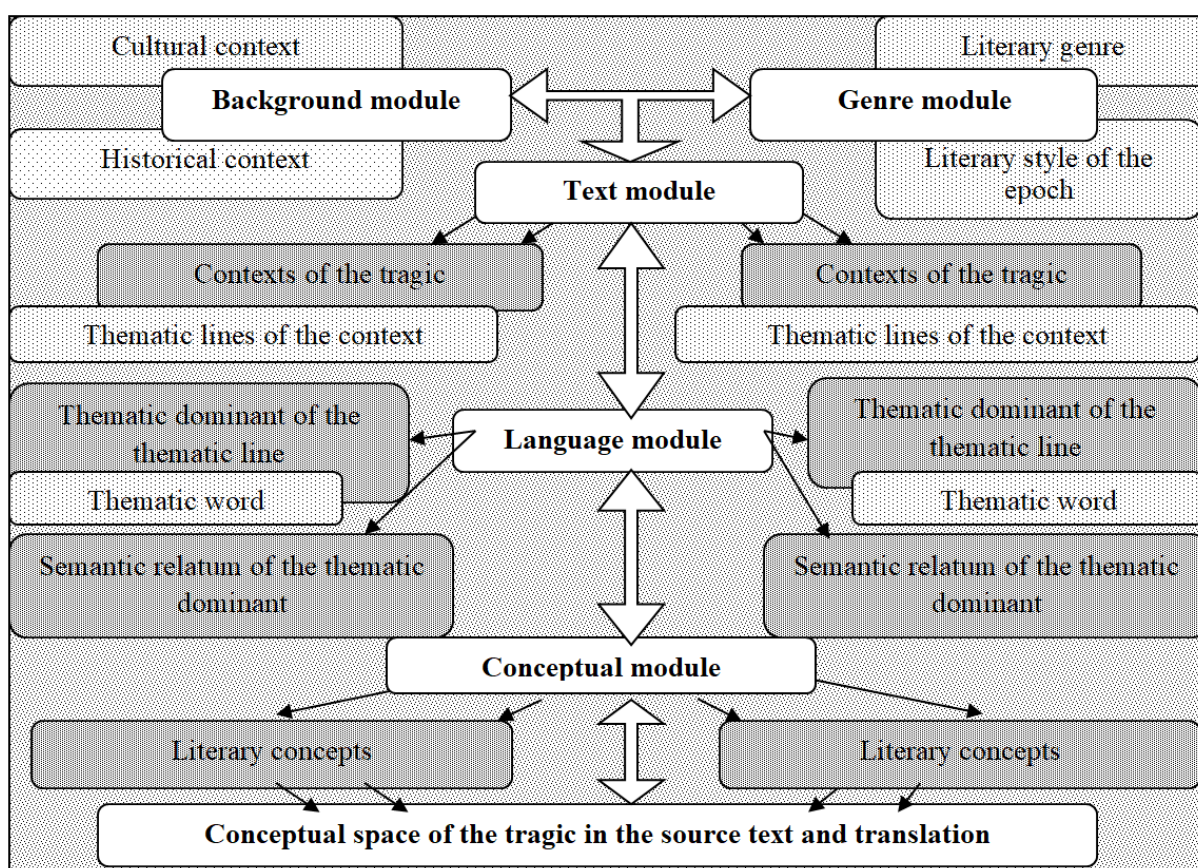 Cultural context
Literary genre
Background module
Genre module
Historical context
Literary style of the
epoch
Text module
Contexts of the tragic
Contexts of the tragic
Thematic lines of the context
Thematic lines of the context
Thematic dominant of the
thematic line
Thematic dominant of the
thematic line
Language module
Thematic word
Thematic word
Semantic relatum of the thematic
dominant
Semantic relatum of the thematic
dominant
Conceptual module
Literary concepts
Literary concepts
Conceptual space of the tragic in the source text and translation